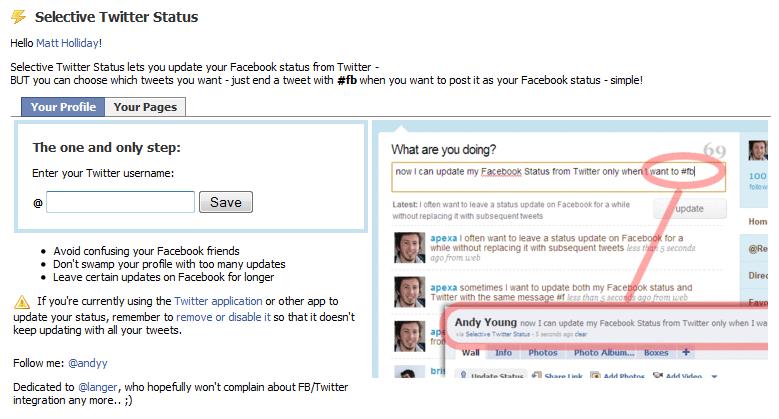 Selective Twitter Status
Hello Matt Holliday!
Selective Twitter Status lets you update your Facebook status from Twitter -
BUT you can choose which tweets you want - just end a tweet with #fb when you want to post it as your Facebook status - simple!
Your Profile
Your Pages
The one and only step:
Enter your Twitter username:
@
Save
Avoid confusing your Facebook friends
Don't swamp your profile with too many updates
Leave certain updates on Facebook for longer
If you're currently using the Twitter application or other app to
update your status, remember to remove or disable it so that it doesn't
keep updating with all your tweets.
Follow me: @andyy
Dedicated to @langer, who hopefully won't complain about FB/Twitter
integration any more.. ;)
What are you doing?
69
now I can update my Facebook Status from Twitter only when I want to #fb
Latest: I often want to leave a status update on Facebook for a while
without replacing it with subsequent tweets
update
apexa I often want to leave a status update on Facebook for a
while without replacing it with subsequent tweets less than 5 seconds
ago from web
apexa sometimes I want to update both my Facebook status and
Twitter with the same message #f less than 5 seconds ago from web
apex
apex
bris
100
follow
Home
@Re
Direc
Favor
Andy Young now I can update my Facebook Status from Twitter only when I wa
via Selective Twitter Status - 5 seconds ago clear
Wall
Info
Photos
Photo Album...
Boxes
+
Update Status
Share Link
Add Photos
Add Video